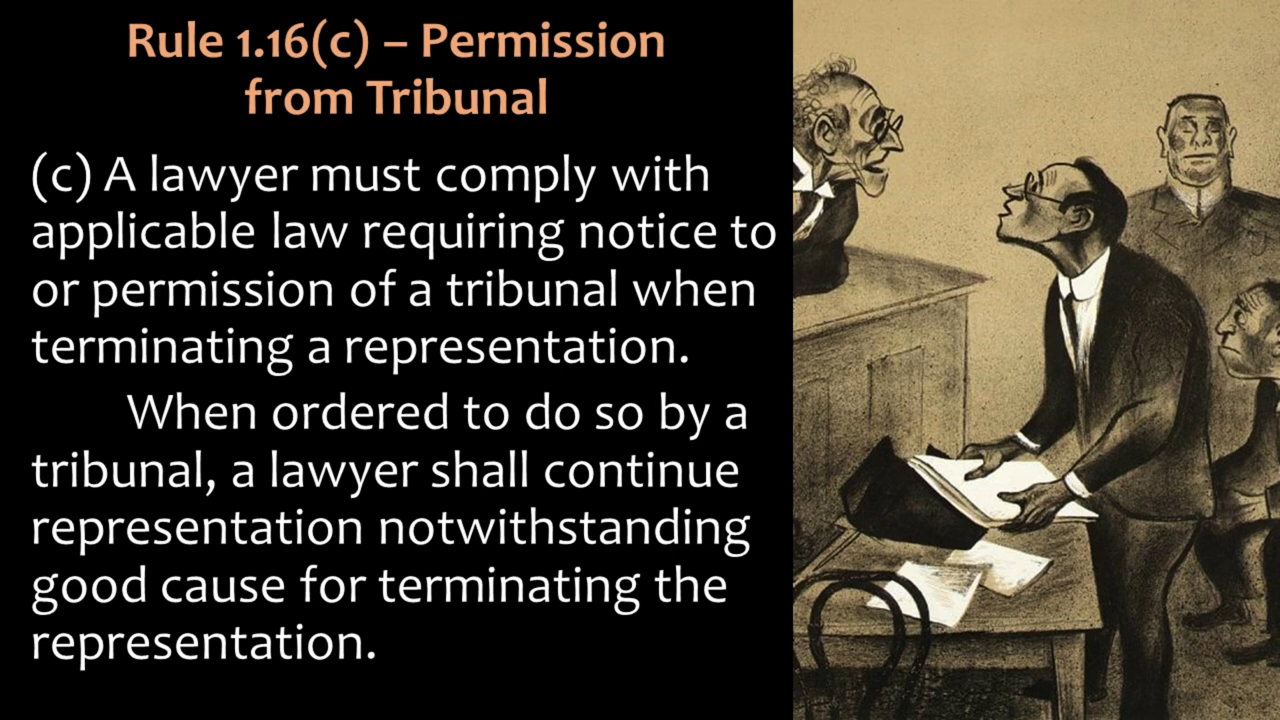 Rule 1.16(c) – Permission
from Tribunal
(c) A lawyer must comply with
applicable law requiring notice to
or permission of a tribunal when
terminating a representation.
When ordered to do so by a
tribunal, a lawyer shall continue
representation notwithstanding
good cause for terminating the
representation.